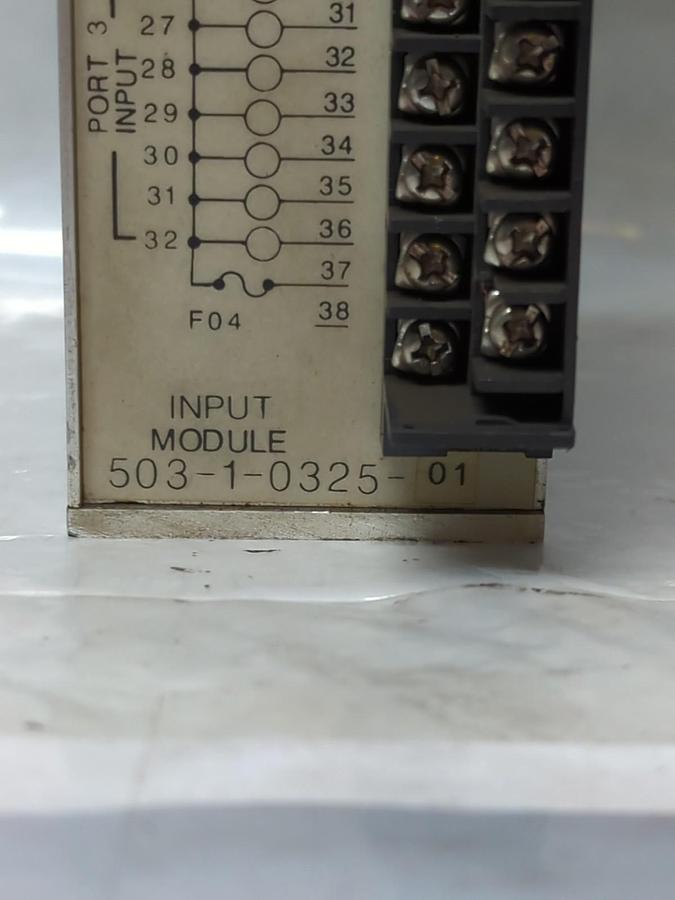 27 31
28 32
29 33
30 34
31 35
32 36
37
F04 38
PORT 3
INPUT
INPUT
MODULE
503-1-0325- 01